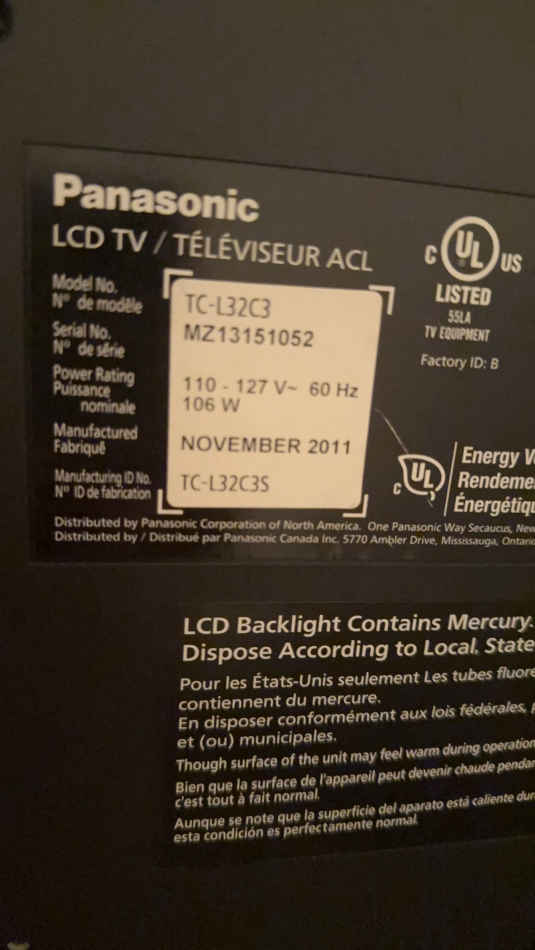 Panasonic
LCD TV / TÉLÉVISEUR ACL
Model No.
N° de modèle
TC-L32C3
Serial No.
N° de série
MZ13151052
Power Rating
Puissance
nominale
110 - 127 V~ 60 Hz
106 W
Manufactured
Fabriqué
NOVEMBER 2011
Manufacturing ID No.
N° ID de fabrication
TC-L32C3S
C UL US
LISTED
55LA
TV EQUIPMENT
Factory ID: B
C UL
Energy
Énergétiqu
Distributed by Panasonic Corporation of North America. One Panasonic Way Secaucus, New
Distributed by / Distribué par Panasonic Canada Inc. 5770 Ambler Drive, Mississauga, Ontario
LCD Backlight Contains Mercury.
Dispose According to Local, State
Pour les États-Unis seulement Les tubes fluore
contiennent du mercure.
En disposer conformément aux lois fédérales,
et (ou) municipales.
Though surface of the unit may feel warm during operation
Bien que la surface de l'appareil peut devenir chaude pendan
c'est tout à fait normal.
Aunque se note que la superficie del aparato está caliente dur
esta condición es perfectamente normal.